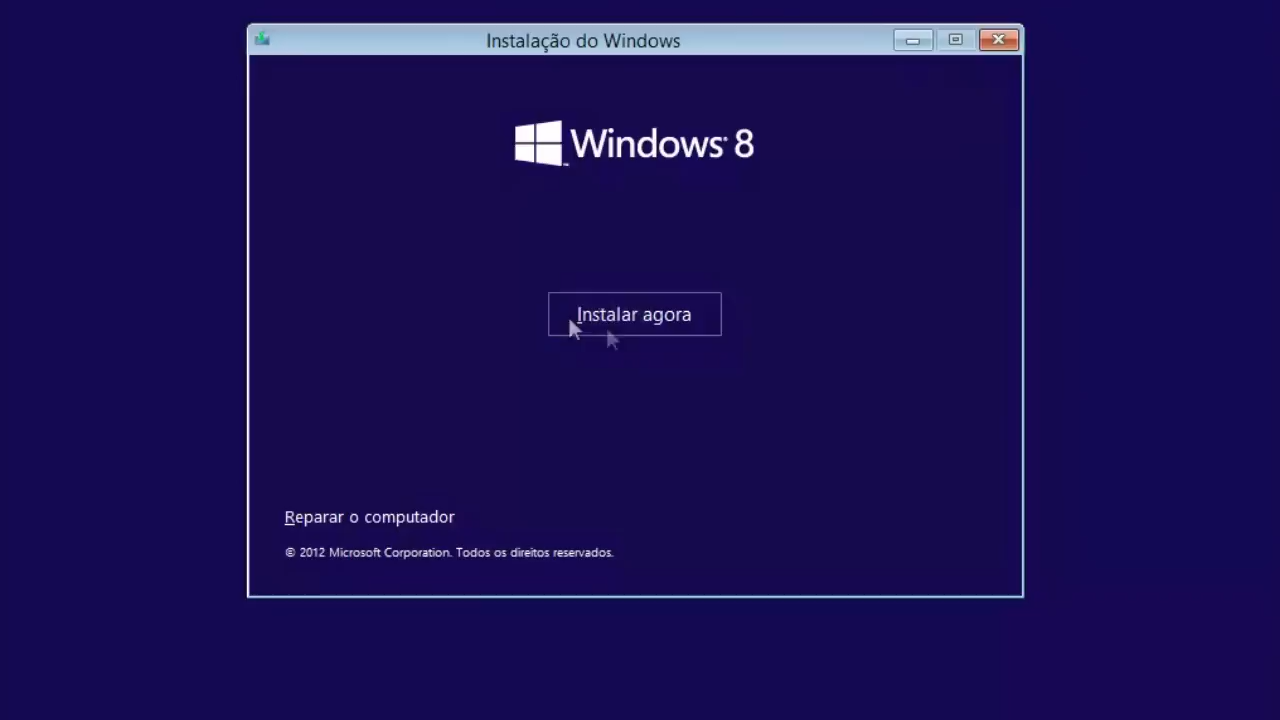 Instalação do Windows
Windows 8
Instalar agora
Reparar o computador
© 2012 Microsoft Corporation. Todos os direitos reservados.